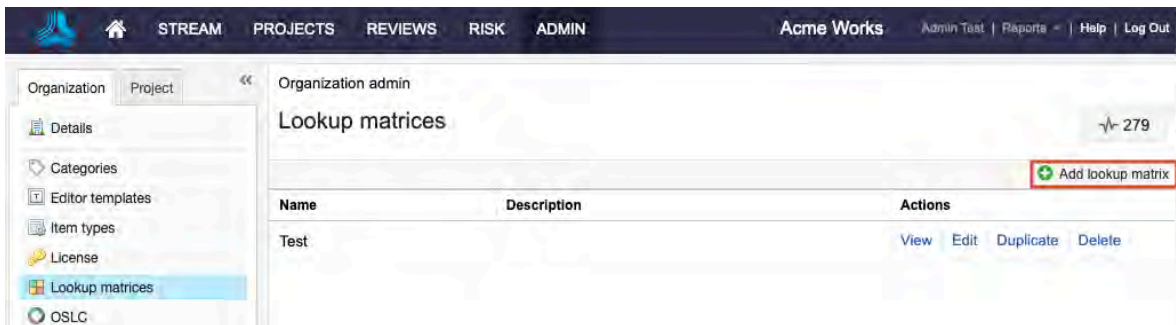 STREAM PROJECTS REVIEWS RISK ADMIN Acme Works Admin Test | Reports | Help | Log Out
Organization Project «
Organization admin
Details
Lookup matrices
279
Categories
Add lookup matrix
Editor templates
Name Description Actions
Item types
Test View Edit Duplicate Delete
License
Lookup matrices
OSLC